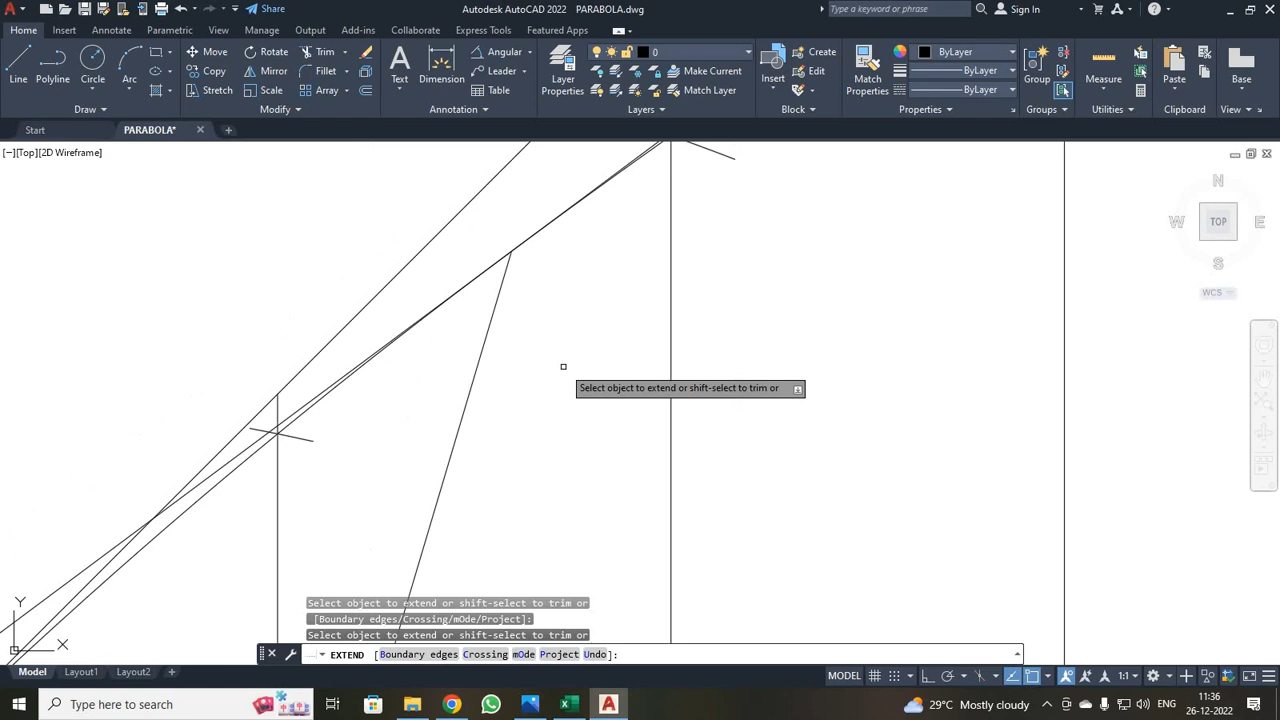 Share
Autodesk AutoCAD 2022 PARABOLA.dwg
Type a keyword or phrase
Sign In
Home Insert Annotate Parametric View Manage Output Add-ins Collaborate Express Tools Featured Apps
Line
Polyline
Circle
Arc
Move
Rotate
Trim
Copy
Mirror
Fillet
Stretch
Scale
Array
Text
Dimension
Angular
Leader
Table
Layer
Properties
0
Make Current
Match Layer
Insert
Create
Edit
Match
Properties
ByLayer
ByLayer
ByLayer
Group
Measure
Paste
Base
Draw Modify Annotation Layers Block Properties Groups Utilities Clipboard View
Start PARABOLA*
[−][Top][2D Wireframe]
N
W
TOP
E
S
WCS
Select object to extend or shift-select to trim or
Y
X
Select object to extend or shift-select to trim or
[Boundary edges/Crossing/mOde/Project]:
Select object to extend or shift-select to trim or
EXTEND [Boundary edges Crossing mOde Project Undo]:
Model Layout1 Layout2
MODEL
1:1
Type here to search
29°C Mostly cloudy
ENG
11:36
26-12-2022